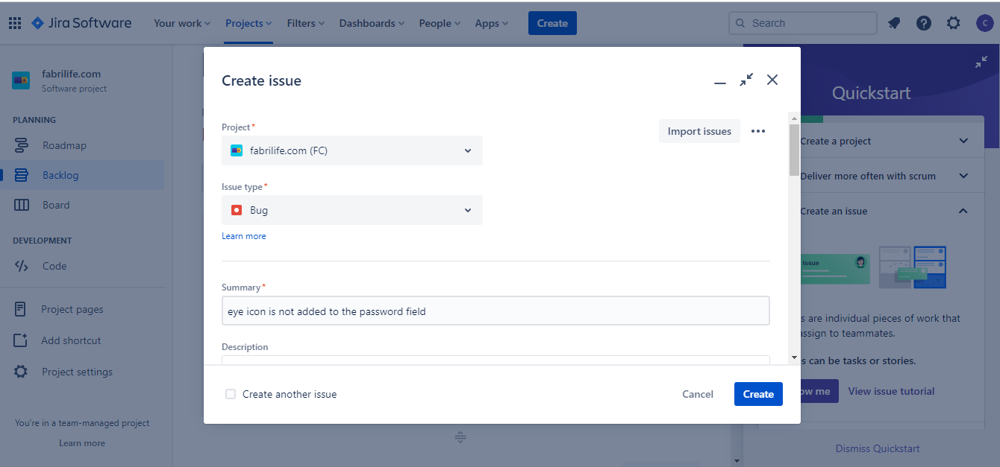 Jira Software Your work Projects Filters Dashboards People Apps Create Search C
fabrilife.com
Software project
PLANNING
Roadmap
Backlog
Board
DEVELOPMENT
Code
Project pages
Add shortcut
Project settings
You're in a team-managed project
Learn more
Create issue
Project*
fabrilife.com (FC)
Import issues
Issue type*
Bug
Learn more
Summary*
eye icon is not added to the password field
Description
Create another issue
Cancel
Create
Quickstart
Create a project
Deliver more often with scrum
Create an issue
Issue
s are individual pieces of work that
assign to teammates.
s can be tasks or stories.
ow me
View issue tutorial
Dismiss Quickstart